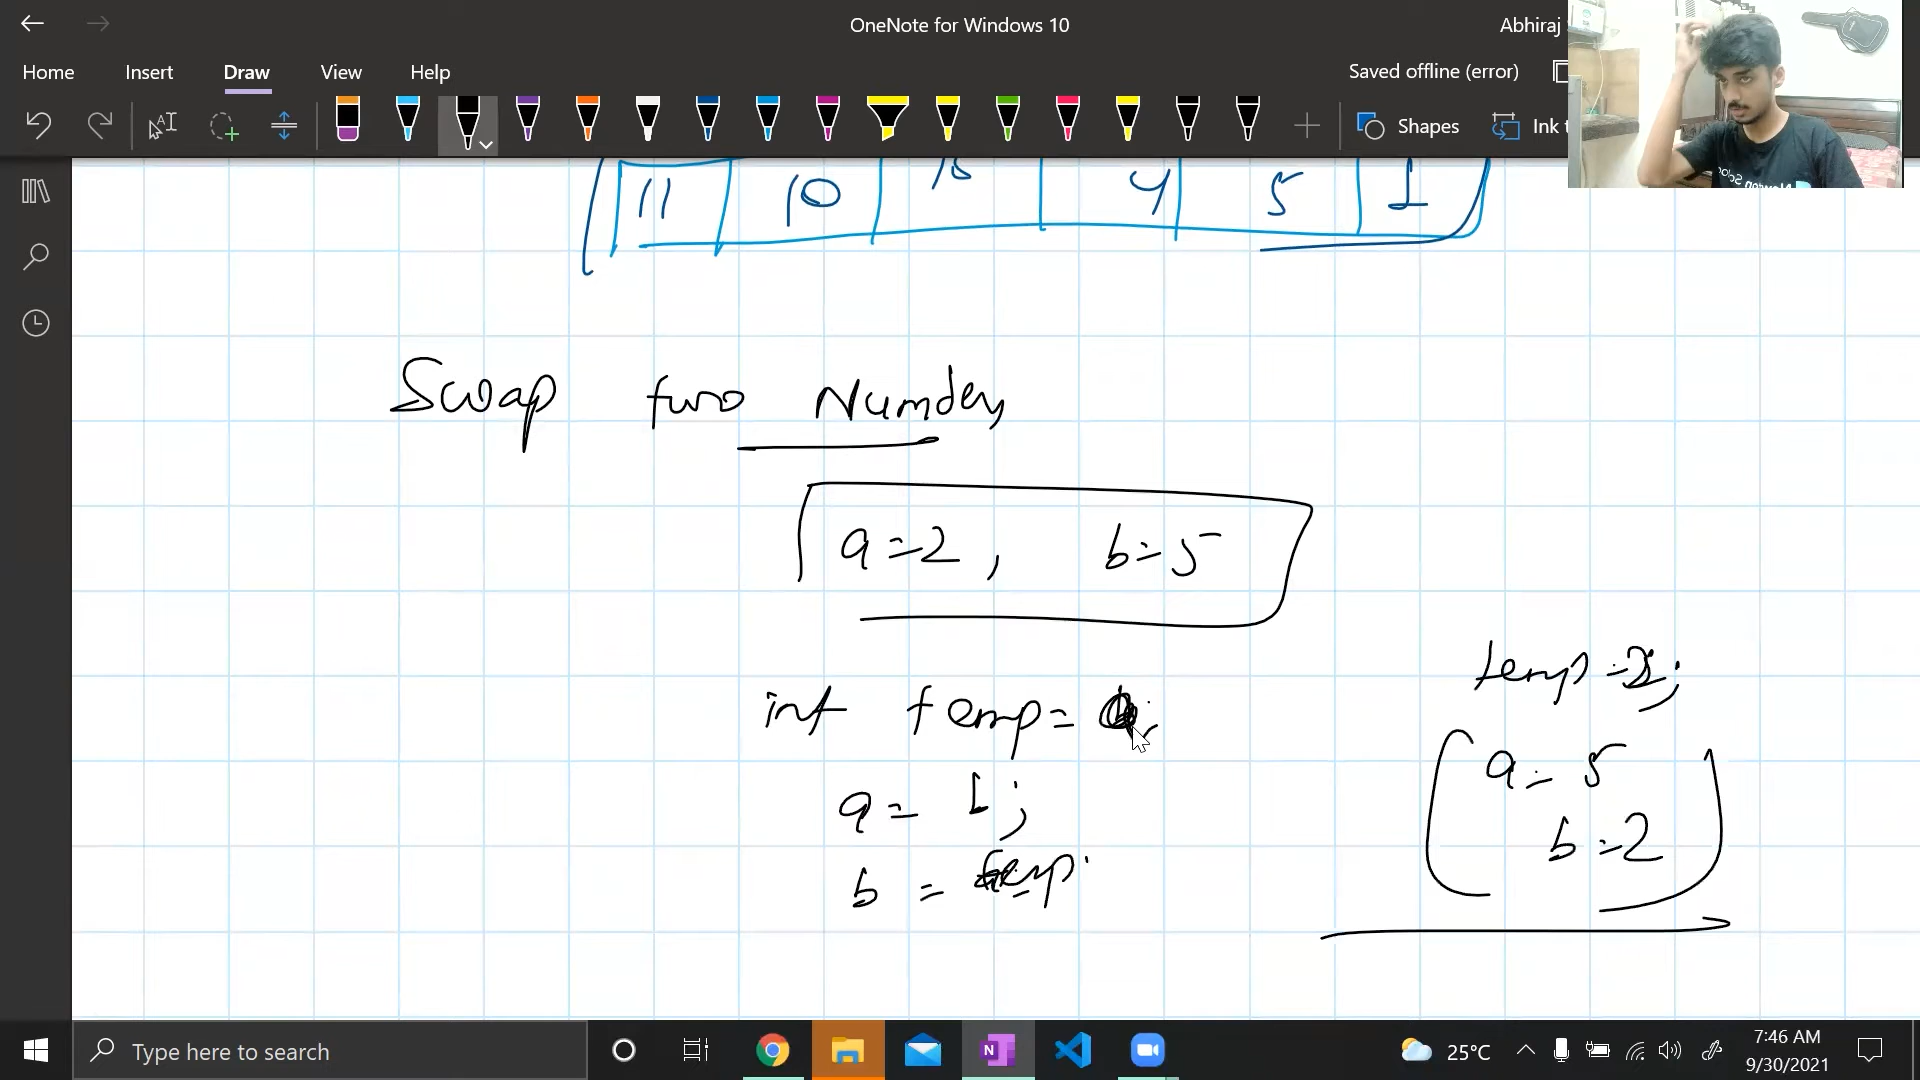 OneNote for Windows 10
Abhiraj
Home Insert Draw View Help
Saved offline (error)
Shapes
Ink t
11 10 4 5 1
Swap two Number
a=2, b=5
temp=2;
int temp= ;
a=5
a= b;
b=2
b = temp
Type here to search
25°C
7:46 AM
9/30/2021